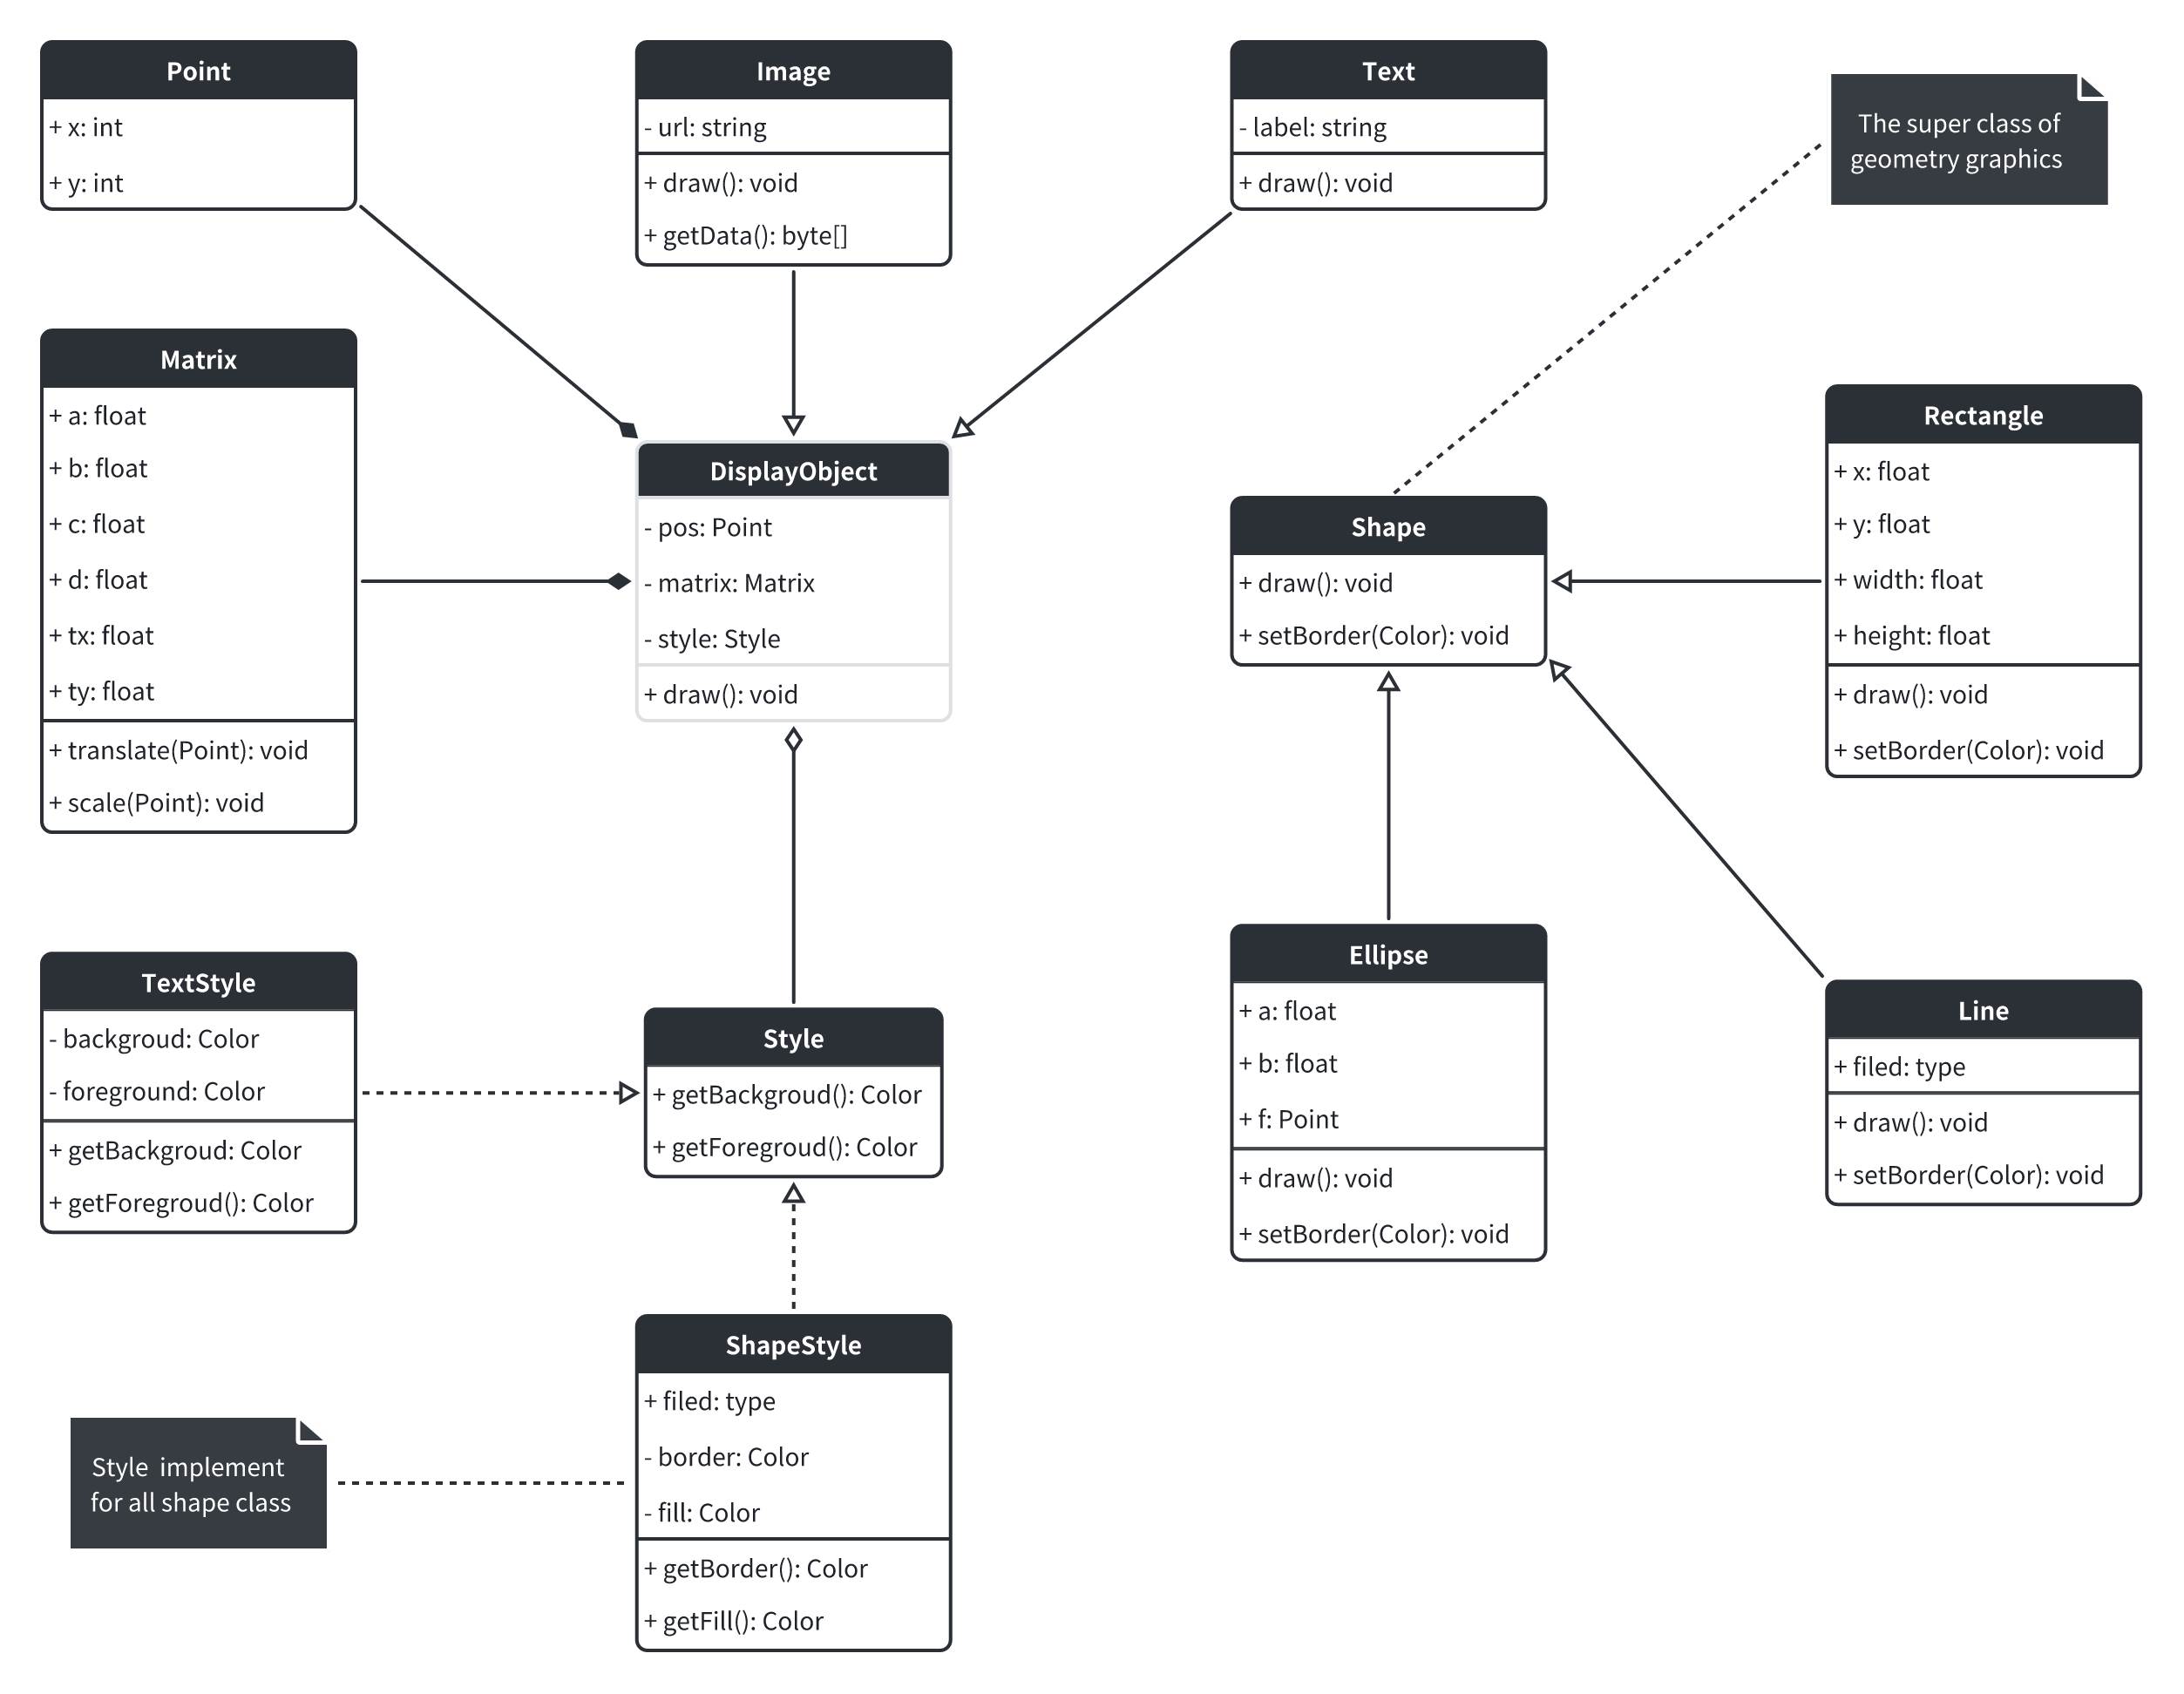 Point
+ x: int
+ y: int
Image
- url: string
+ draw(): void
+ getData(): byte[]
Text
- label: string
+ draw(): void
The super class of
geometry graphics
Matrix
+ a: float
+ b: float
+ c: float
+ d: float
+ tx: float
+ ty: float
+ translate(Point): void
+ scale(Point): void
DisplayObject
- pos: Point
- matrix: Matrix
- style: Style
+ draw(): void
Shape
+ draw(): void
+ setBorder(Color): void
Rectangle
+ x: float
+ y: float
+ width: float
+ height: float
+ draw(): void
+ setBorder(Color): void
TextStyle
- backgroud: Color
- foreground: Color
+ getBackgroud: Color
+ getForegroud(): Color
Style
+ getBackgroud(): Color
+ getForegroud(): Color
Ellipse
+ a: float
+ b: float
+ f: Point
+ draw(): void
+ setBorder(Color): void
Line
+ filed: type
+ draw(): void
+ setBorder(Color): void
Style  implement
for all shape class
ShapeStyle
+ filed: type
- border: Color
- fill: Color
+ getBorder(): Color
+ getFill(): Color